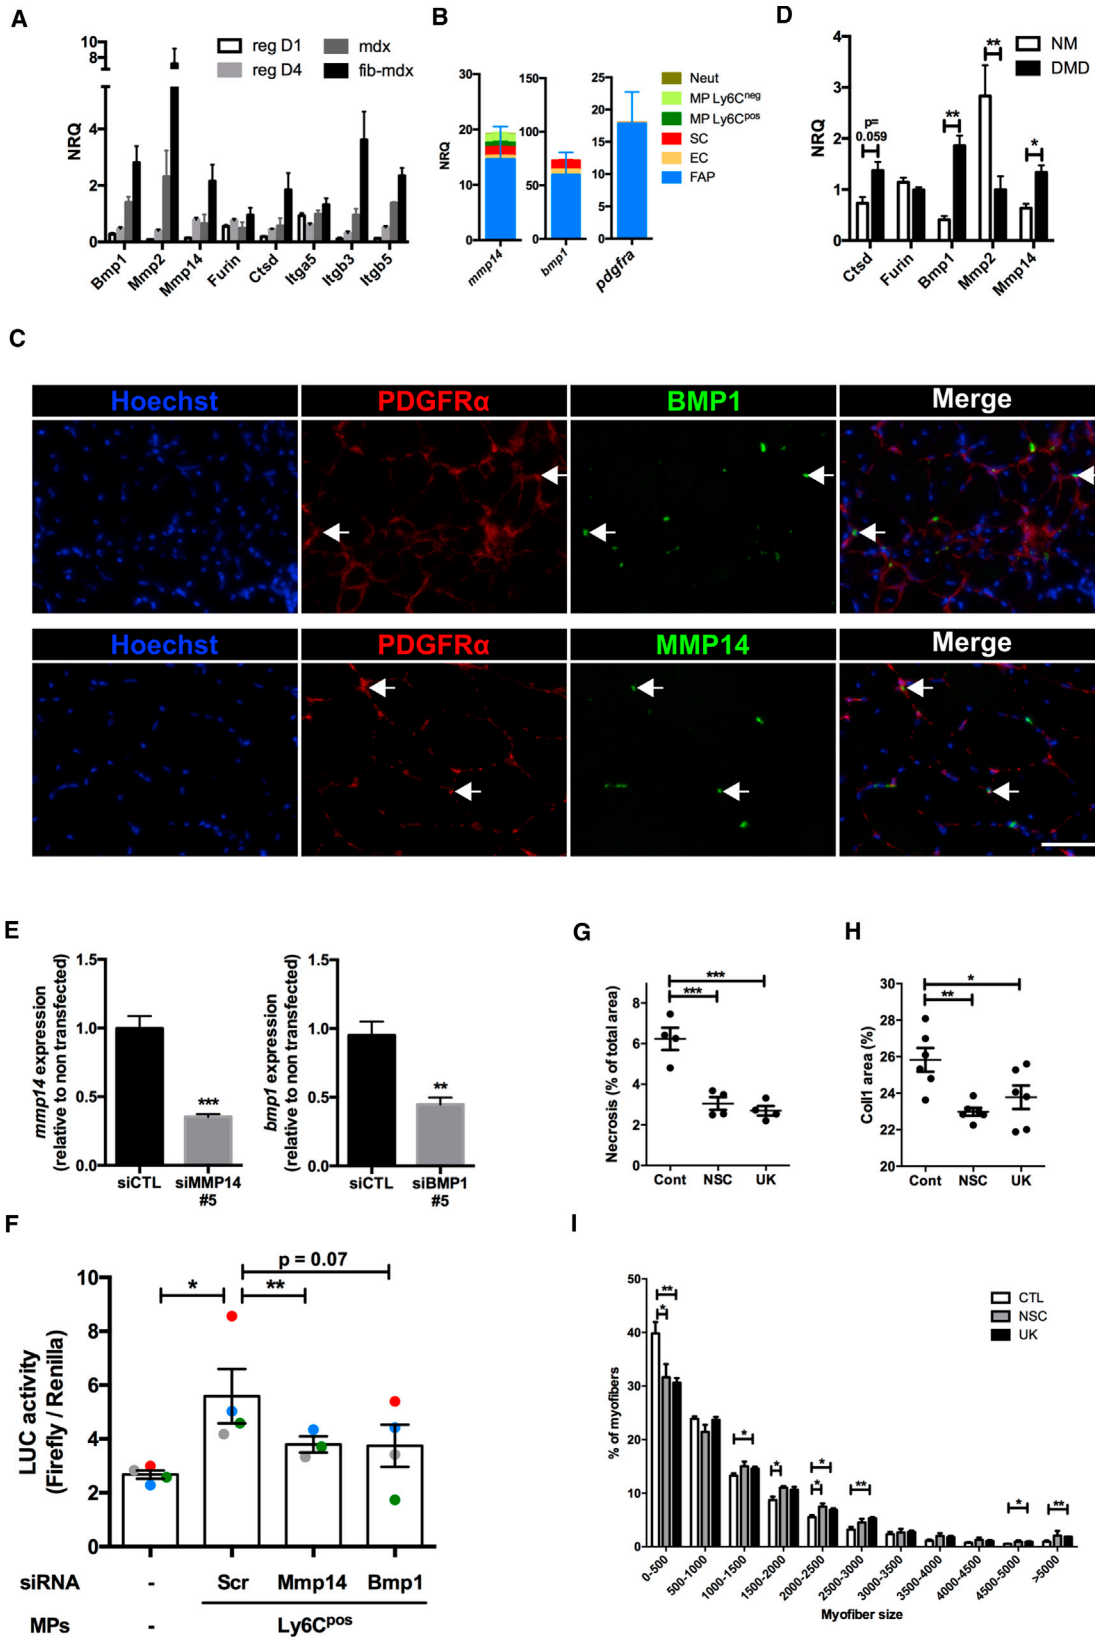 A
10
8
4
2
0
NRQ
reg D1
reg D4
mdx
fib-mdx
Bmp1
Mmp2
Mmp14
Furin
Ctsd
Itga5
Itgb3
Itgb5
B
NRQ
30
20
10
0
150
100
50
0
25
20
15
10
5
0
mmp14
bmp1
pdgfra
Neut
MP Ly6Cneg
MP Ly6Cpos
SC
EC
FAP
D
NRQ
4
3
2
1
0
NM
DMD
p=
0.059
**
**
*
Ctsd
Furin
Bmp1
Mmp2
Mmp14
C
Hoechst PDGFRα BMP1 Merge
Hoechst PDGFRα MMP14 Merge
E
mmp14 expression
(relative to non transfected)
1.5
1.0
0.5
0.0
***
siCTL siMMP14
#5
bmp1 expression
(relative to non transfected)
1.5
1.0
0.5
0.0
**
siCTL siBMP1
#5
G
Necrosis (% of total area)
8
6
4
2
0
***
***
Cont NSC UK
H
Coll1 area (%)
30
28
26
24
22
20
*
**
Cont NSC UK
F
LUC activity
(Firefly / Renilla)
10
8
6
4
2
0
p = 0.07
*
**
siRNA - Scr Mmp14 Bmp1
MPs - Ly6Cpos
I
% of myofibers
50
40
30
20
10
0
CTL
NSC
UK
**
*
*
*
*
*
**
*
**
0-500
500-1000
1000-1500
1500-2000
2000-2500
2500-3000
3000-3500
3500-4000
4000-4500
4500-5000
>5000
Myofiber size